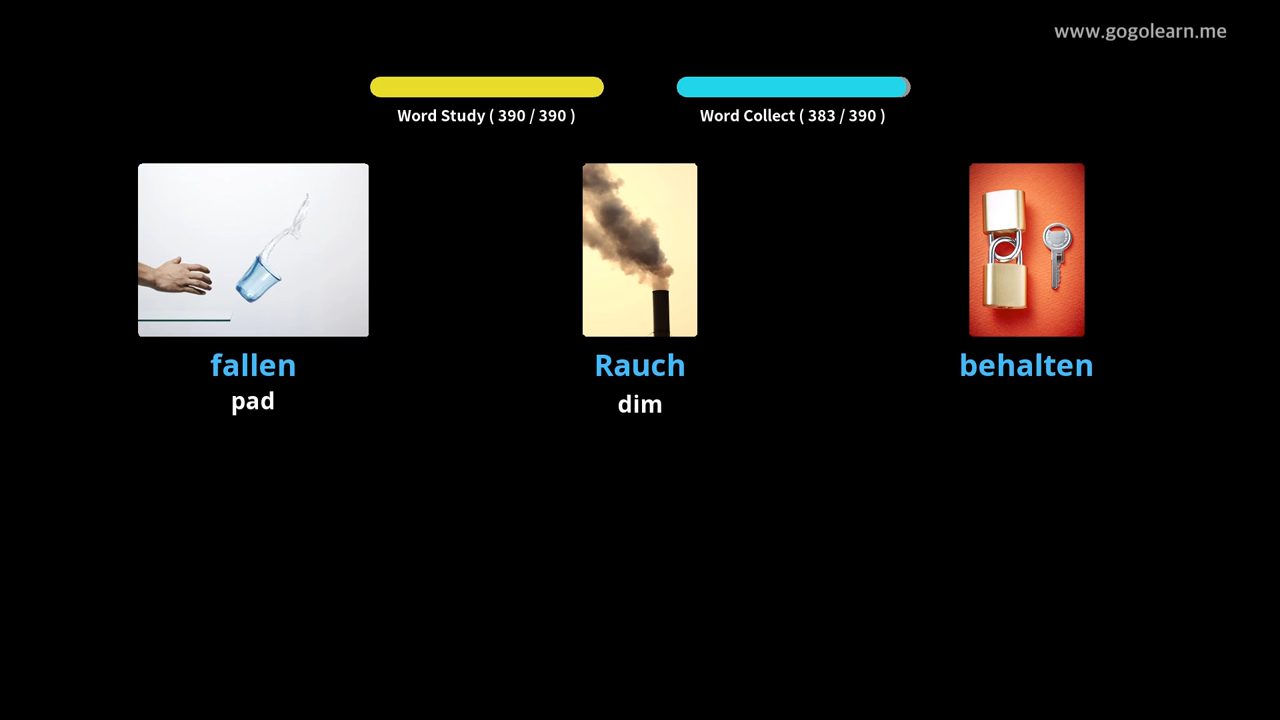 www.gogolearn.me
Word Study ( 390 / 390 )
Word Collect ( 383 / 390 )
fallen
pad
Rauch
dim
behalten